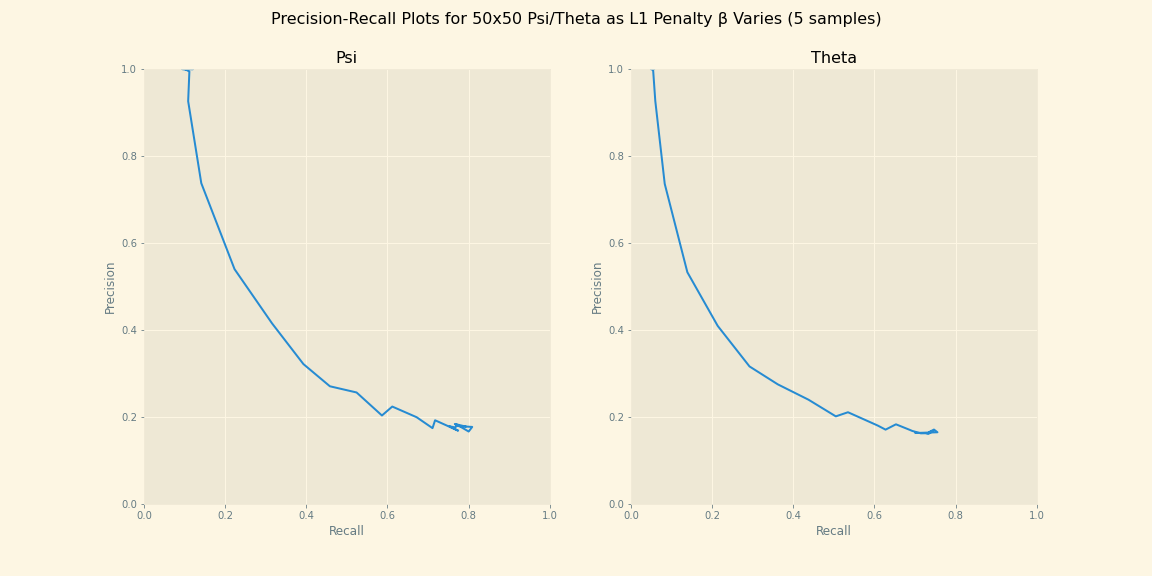 Precision-Recall Plots for 50x50 Psi/Theta as L1 Penalty β Varies (5 samples)
Psi
1.0
0.8
0.6
0.4
0.2
0.0
Precision
0.0 0.2 0.4 0.6 0.8 1.0
Recall
Theta
1.0
0.8
0.6
0.4
0.2
0.0
Precision
0.0 0.2 0.4 0.6 0.8 1.0
Recall